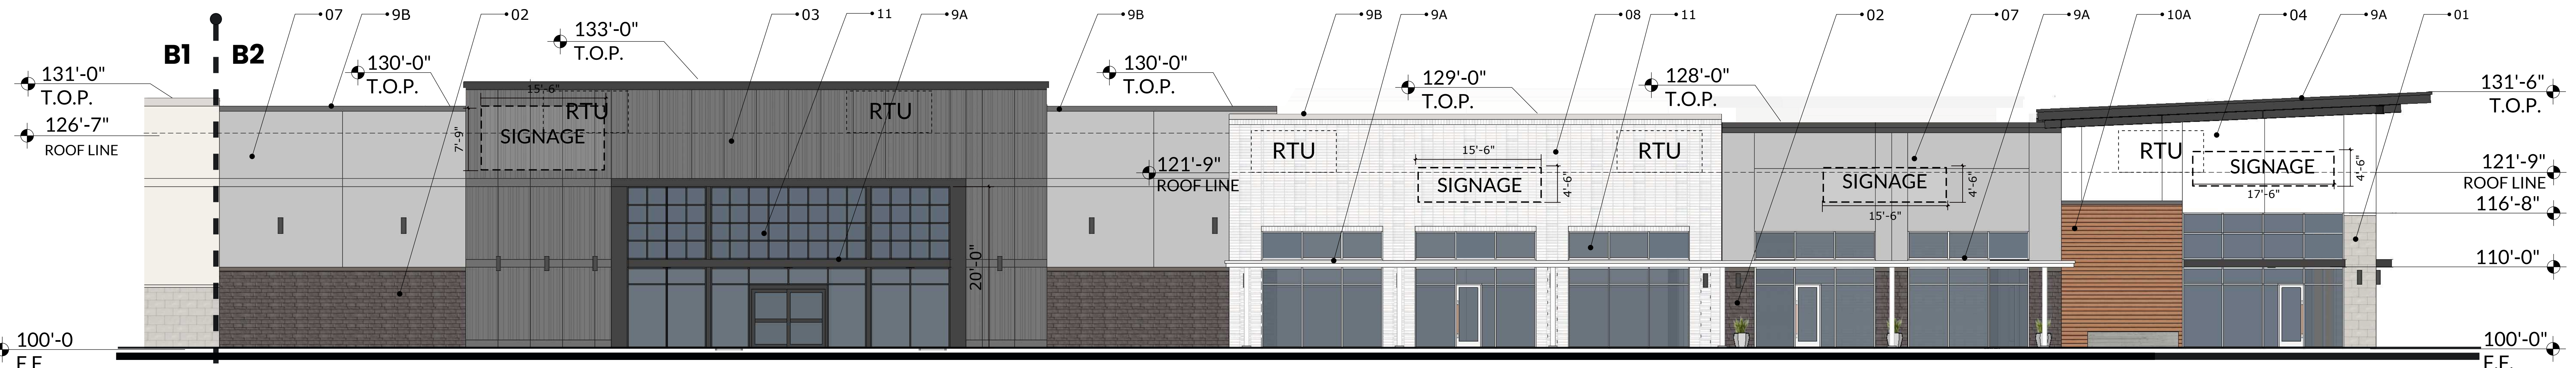 07
9B
02
03
11
9A
9B
9B
9A
08
11
02
07
9A
10A
04
9A
01
B1
B2
133'-0"
T.O.P.
131'-0"
T.O.P.
130'-0"
T.O.P.
130'-0"
T.O.P.
129'-0"
T.O.P.
128'-0"
T.O.P.
131'-6"
T.O.P.
126'-7"
ROOF LINE
15'-6"
RTU
SIGNAGE
7'-9"
RTU
121'-9"
ROOF LINE
RTU
15'-6"
SIGNAGE
4'-6"
RTU
SIGNAGE
4'-6"
15'-6"
RTU
SIGNAGE
4'-6"
17'-6"
121'-9"
ROOF LINE
116'-8"
20'-0"
110'-0"
100'-0
F.F.
100'-0"
F.F.